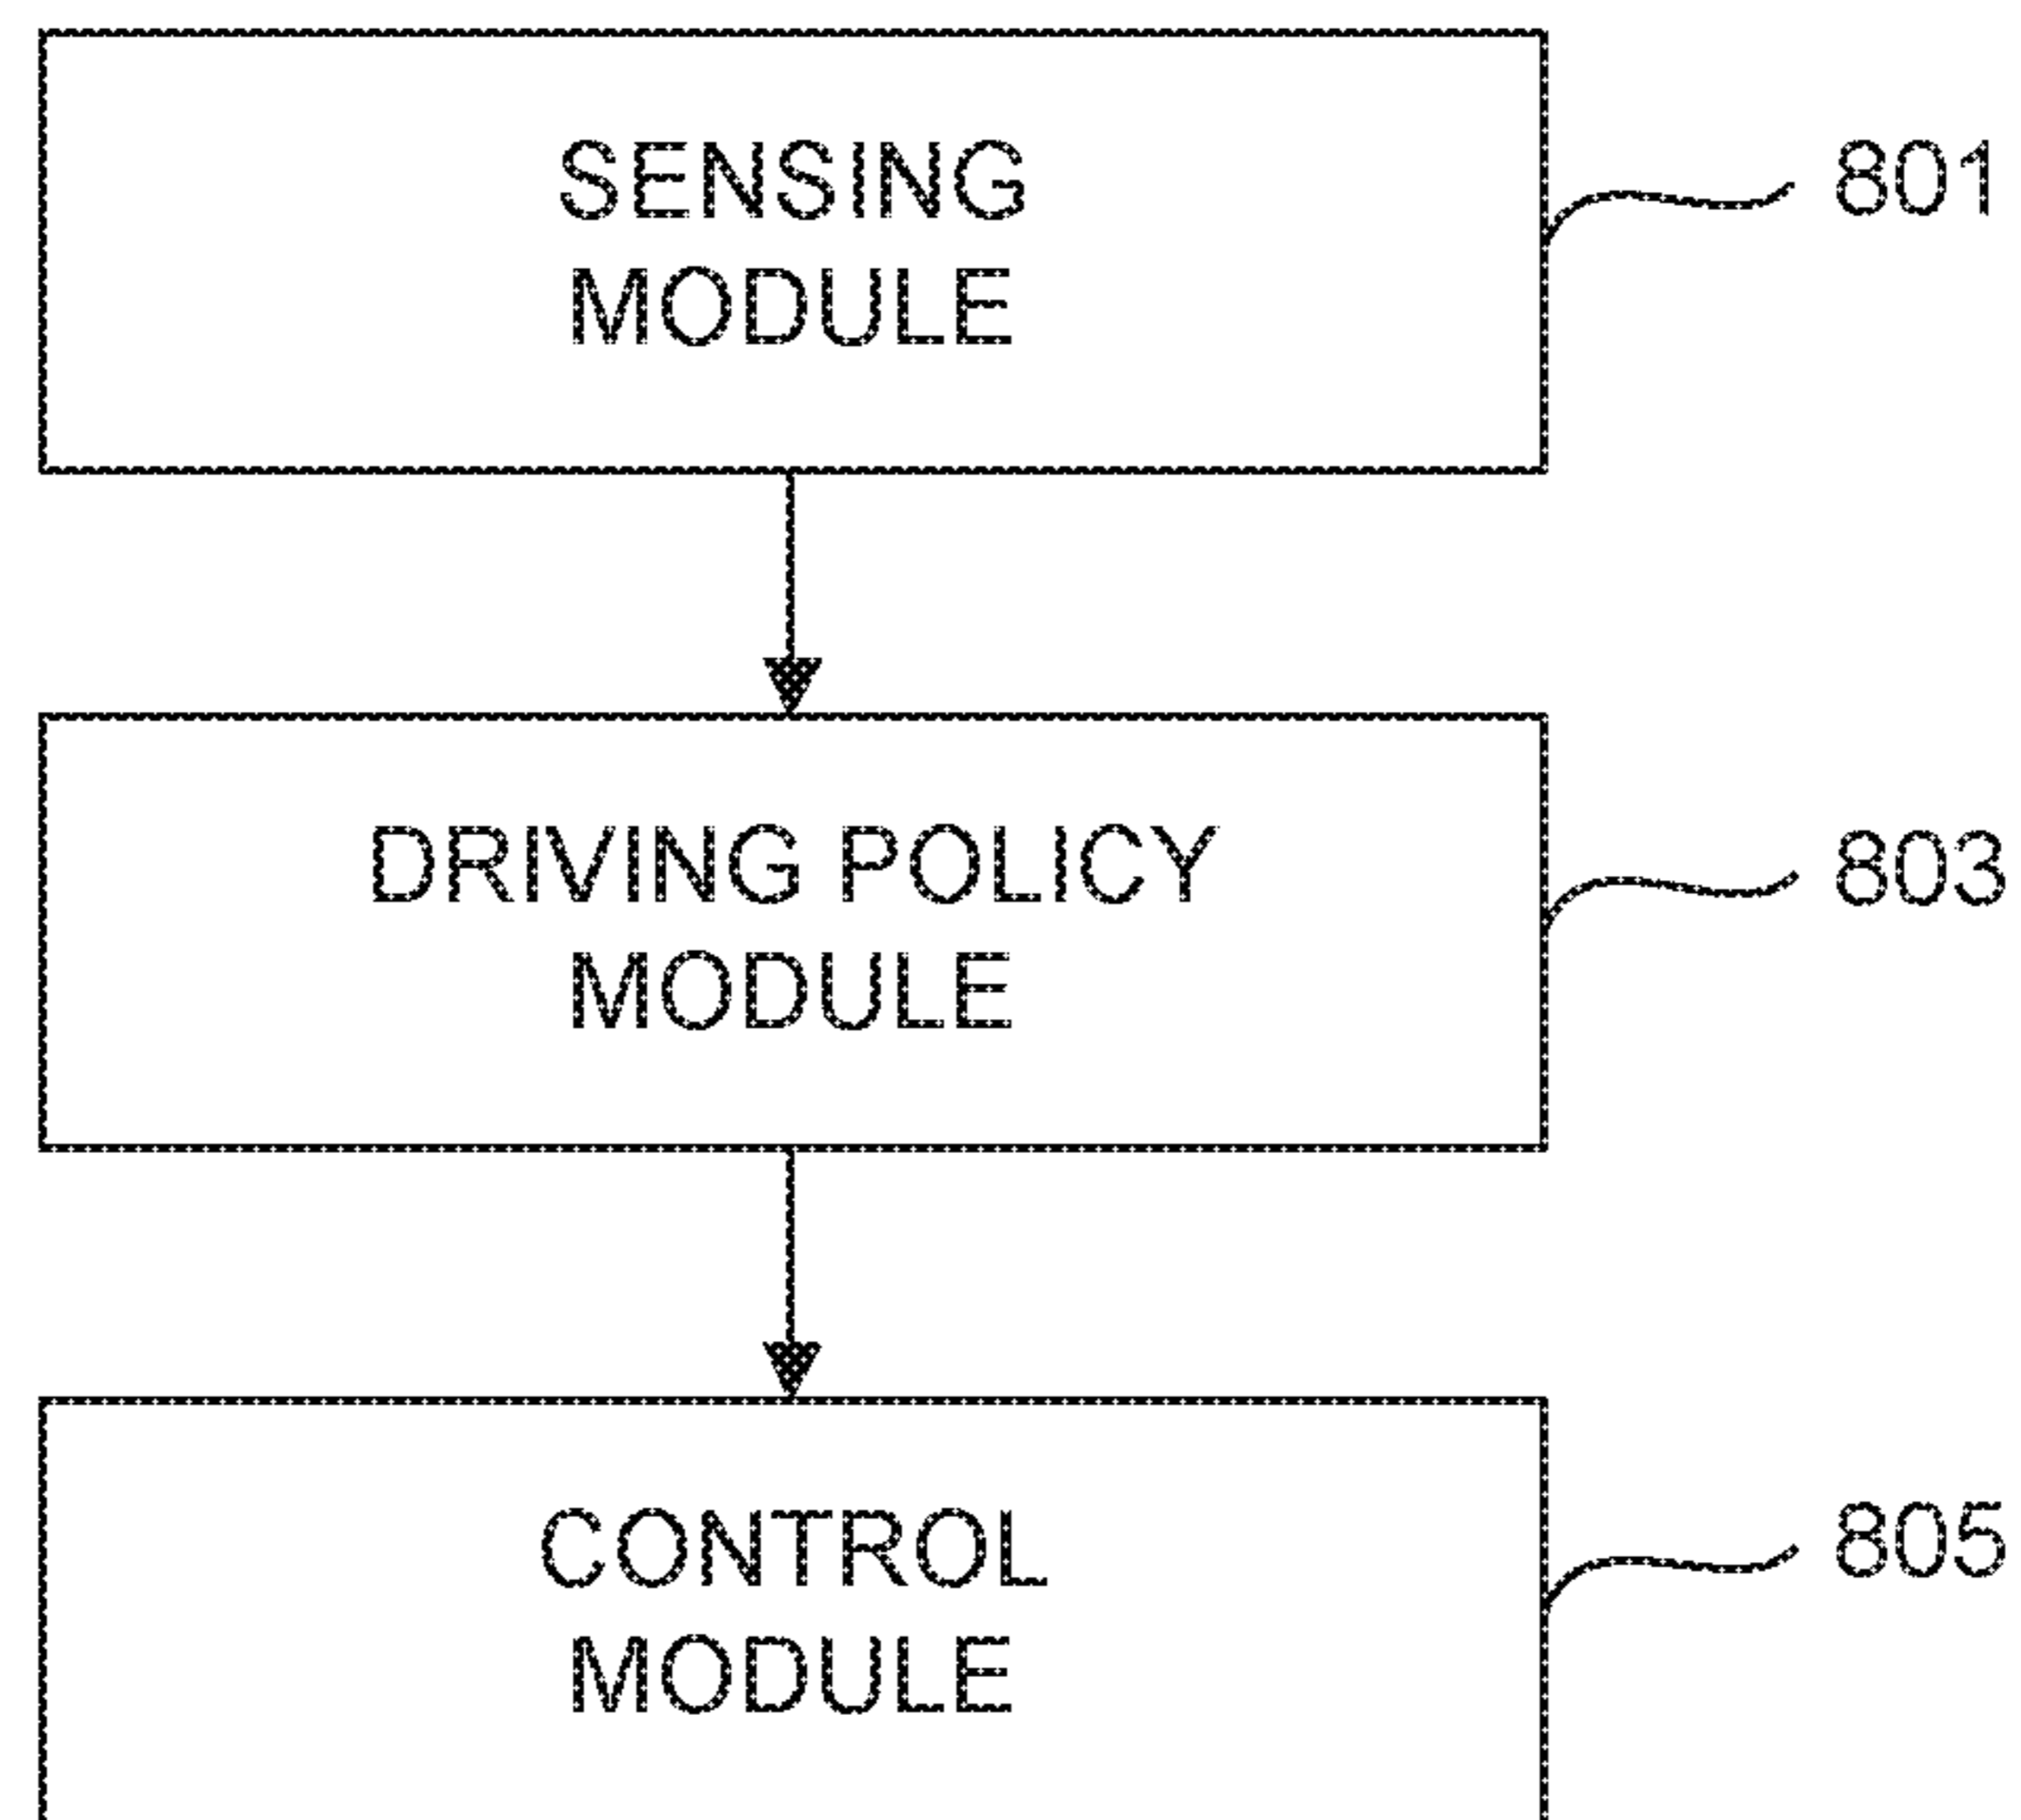 SENSING
MODULE
801
DRIVING POLICY
MODULE
803
CONTROL
MODULE
805